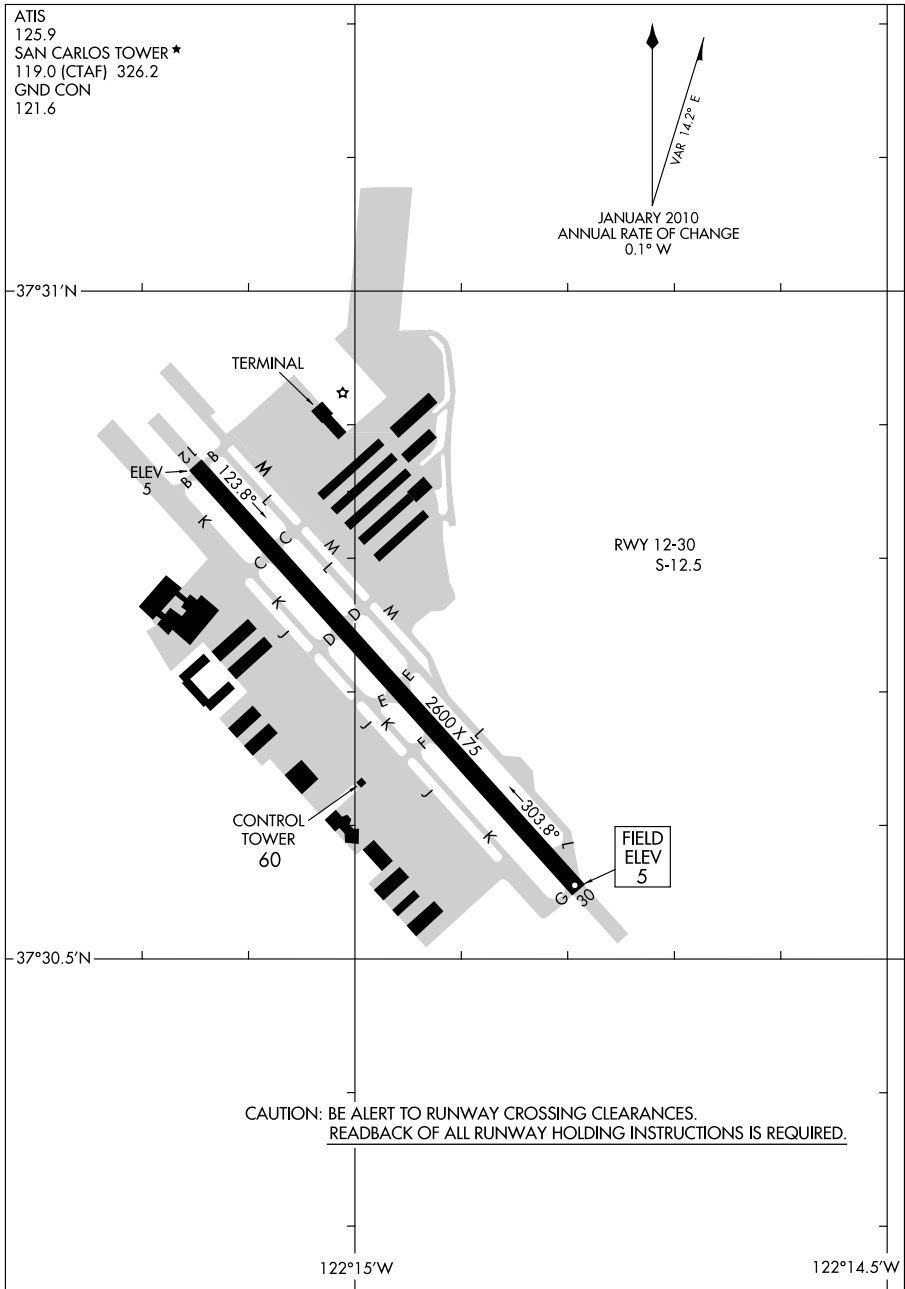 ATIS
125.9
SAN CARLOS TOWER ★
119.0 (CTAF) 326.2
GND CON
121.6
VAR 14.2° E
JANUARY 2010
ANNUAL RATE OF CHANGE
0.1° W
37°31'N
TERMINAL
ELEV
5
12
B
B
123.8°
M
L
K
C
C
M
L
RWY 12-30
S-12.5
K
J
D
D
M
E
E
2600 X 75
J
K
F
L
J
K
303.8°
L
CONTROL
TOWER
60
FIELD
ELEV
5
G
30
37°30.5'N
CAUTION: BE ALERT TO RUNWAY CROSSING CLEARANCES.
READBACK OF ALL RUNWAY HOLDING INSTRUCTIONS IS REQUIRED.
122°15'W
122°14.5'W